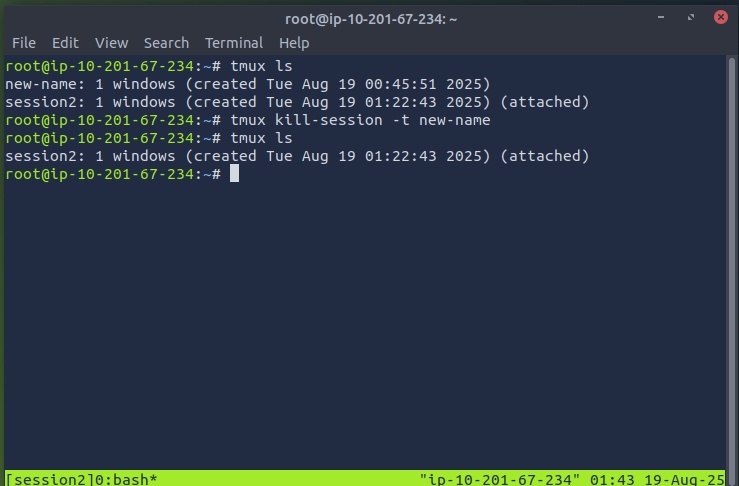 root@ip-10-201-67-234: ~
File Edit View Search Terminal Help
root@ip-10-201-67-234:~# tmux ls
new-name: 1 windows (created Tue Aug 19 00:45:51 2025)
session2: 1 windows (created Tue Aug 19 01:22:43 2025) (attached)
root@ip-10-201-67-234:~# tmux kill-session -t new-name
root@ip-10-201-67-234:~# tmux ls
session2: 1 windows (created Tue Aug 19 01:22:43 2025) (attached)
root@ip-10-201-67-234:~#
[session2]0:bash* "ip-10-201-67-234" 01:43 19-Aug-25